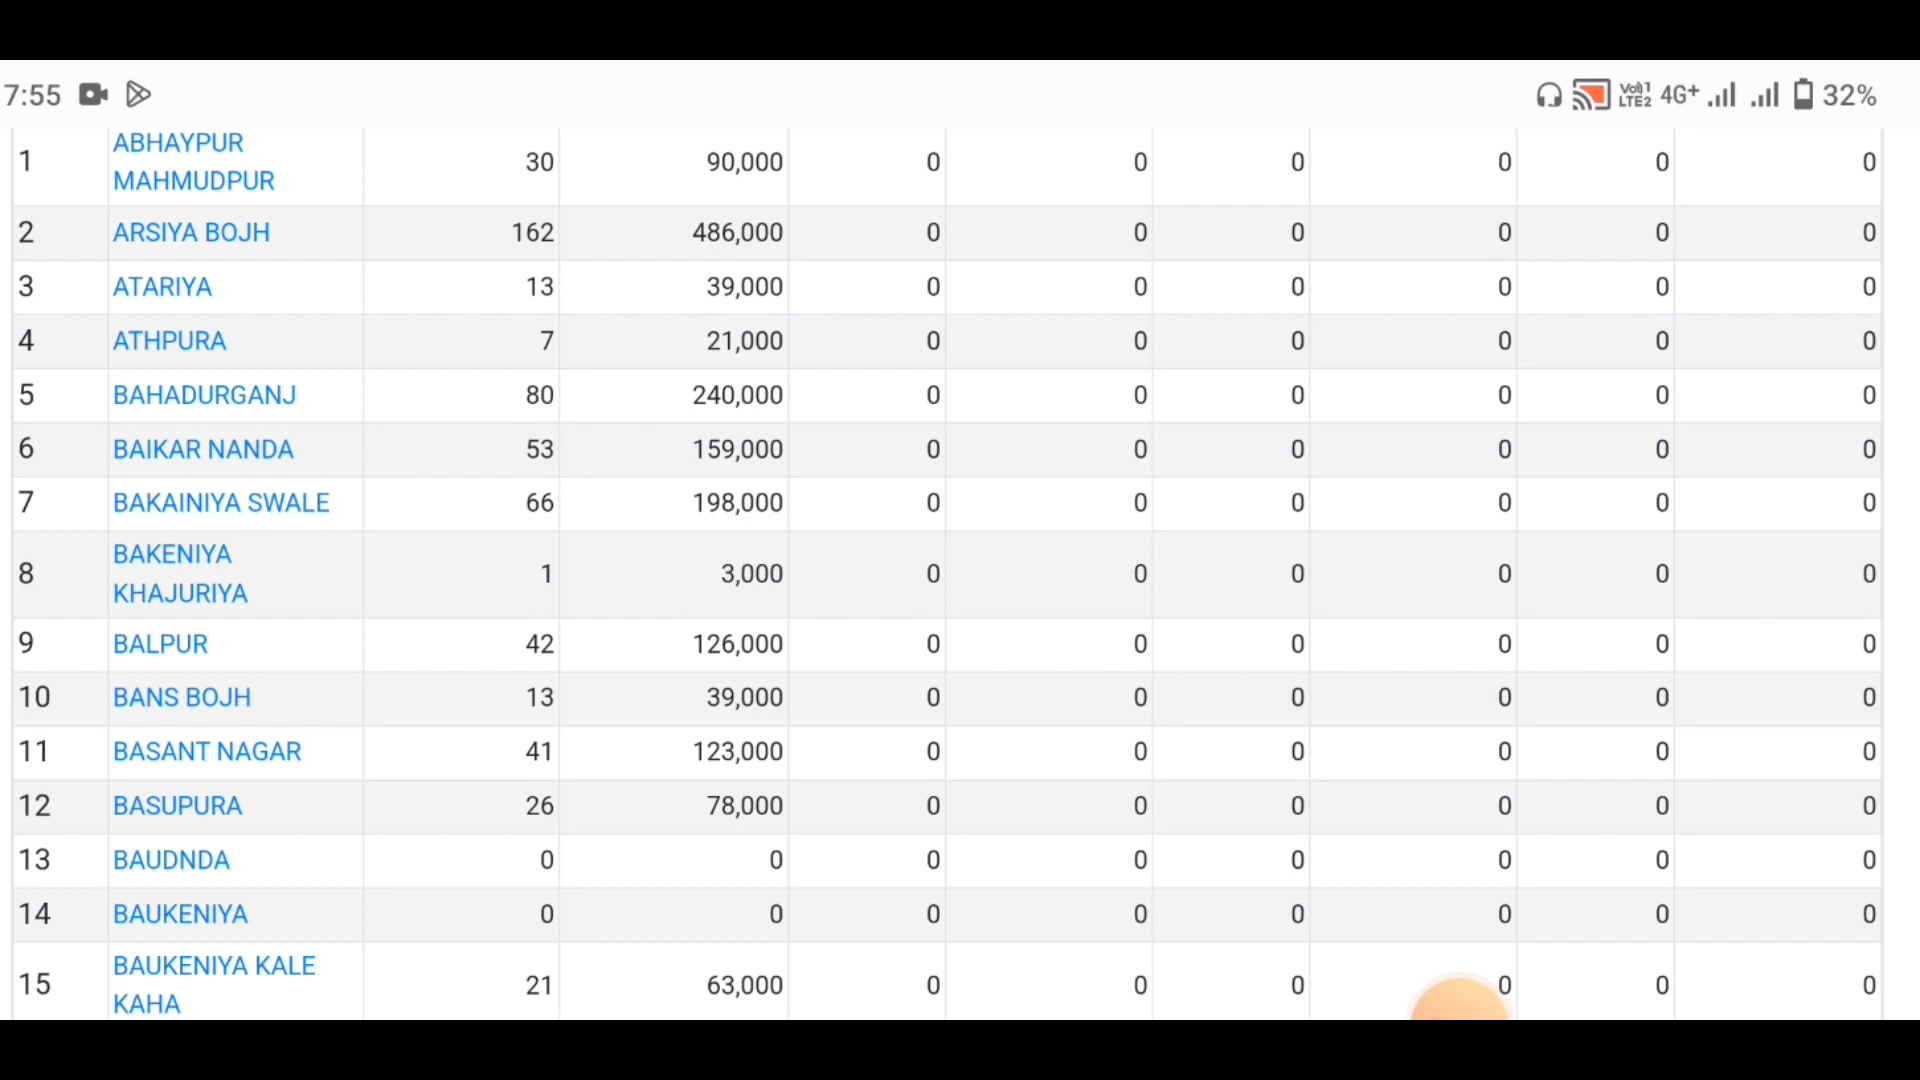 7:55 Vo)) 1 LTE2 4G+ 32%
1 ABHAYPUR MAHMUDPUR 30 90,000 0 0 0 0 0 0
2 ARSIYA BOJH 162 486,000 0 0 0 0 0 0
3 ATARIYA 13 39,000 0 0 0 0 0 0
4 ATHPURA 7 21,000 0 0 0 0 0 0
5 BAHADURGANJ 80 240,000 0 0 0 0 0 0
6 BAIKAR NANDA 53 159,000 0 0 0 0 0 0
7 BAKAINIYA SWALE 66 198,000 0 0 0 0 0 0
8 BAKENIYA KHAJURIYA 1 3,000 0 0 0 0 0 0
9 BALPUR 42 126,000 0 0 0 0 0 0
10 BANS BOJH 13 39,000 0 0 0 0 0 0
11 BASANT NAGAR 41 123,000 0 0 0 0 0 0
12 BASUPURA 26 78,000 0 0 0 0 0 0
13 BAUDNDA 0 0 0 0 0 0 0 0
14 BAUKENIYA 0 0 0 0 0 0 0 0
15 BAUKENIYA KALE KAHA 21 63,000 0 0 0 0 0 0